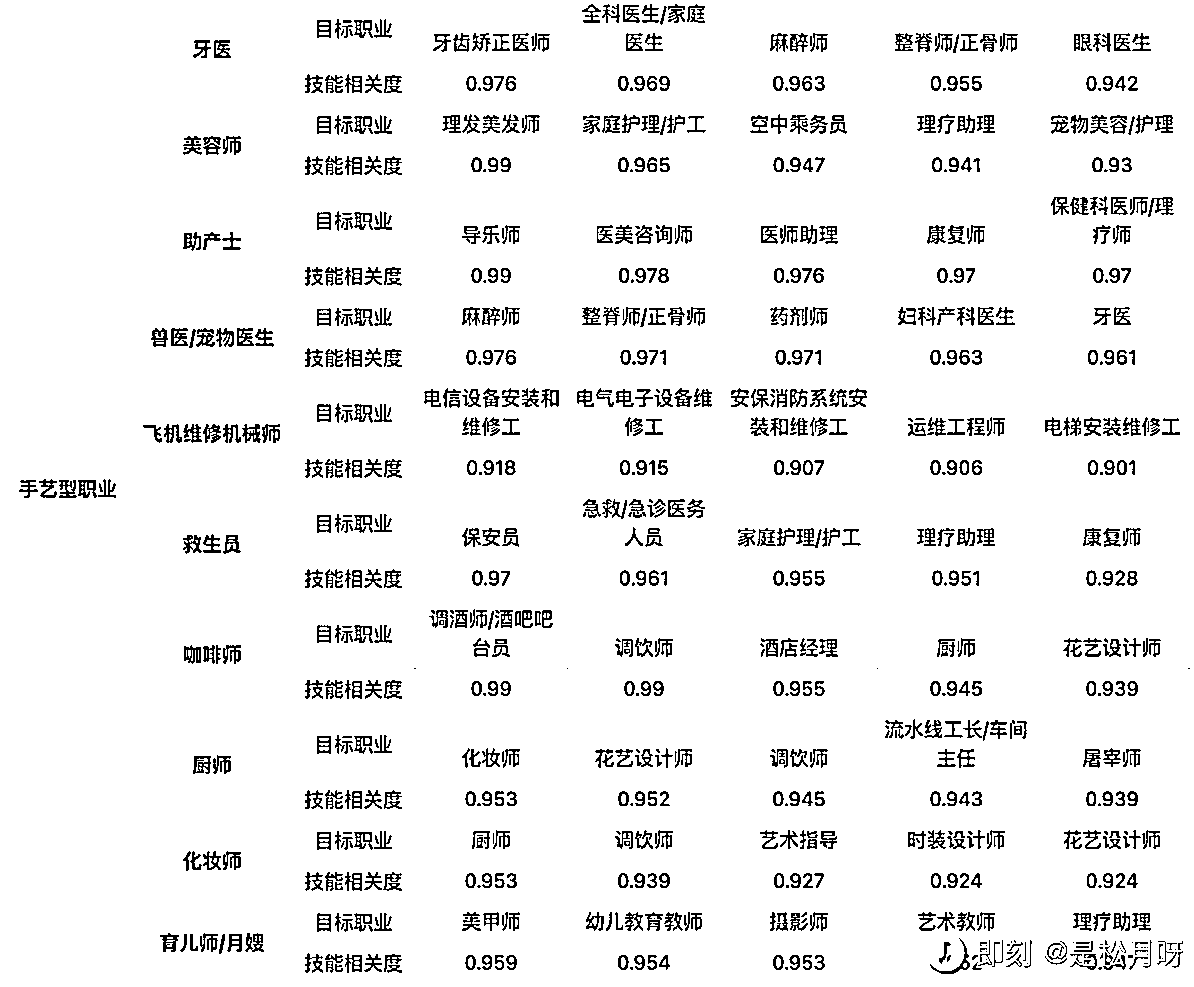 全科医生/家庭
目标职业
牙医
牙齿矫正医师 医生 麻醉师 整脊师/正骨师 眼科医生
技能相关度 0.976 0.969 0.963 0.955 0.942
目标职业 理发美发师 家庭护理/护工 空中乘务员 理疗助理 宠物美容/护理
美容师
技能相关度 0.99 0.965 0.947 0.941 0.93
保健科医师/理
目标职业
助产士 导乐师 医美咨询师 医师助理 康复师 疗师
技能相关度 0.99 0.978 0.976 0.97 0.97
目标职业 麻醉师 整脊师/正骨师 药剂师 妇科产科医生 牙医
兽医/宠物医生
技能相关度 0.976 0.971 0.971 0.963 0.961
电信设备安装和 电气电子设备维 安保消防系统安
目标职业
飞机维修机械师 维修工 修工 装和维修工 运维工程师 电梯安装维修工
技能相关度 0.918 0.915 0.907 0.906 0.901
手艺型职业
急救/急诊医务
目标职业
救生员 保安员 人员 家庭护理/护工 理疗助理 康复师
技能相关度 0.97 0.961 0.955 0.951 0.928
调酒师/酒吧吧
目标职业
咖啡师 台员 调饮师 酒店经理 厨师 花艺设计师
技能相关度 0.99 0.99 0.955 0.945 0.939
流水线工长/车间
目标职业
厨师 化妆师 花艺设计师 调饮师 主任 屠宰师
技能相关度 0.953 0.952 0.945 0.943 0.939
目标职业 厨师 调饮师 艺术指导 时装设计师 花艺设计师
化妆师
技能相关度 0.953 0.939 0.927 0.924 0.924
目标职业 美甲师 幼儿教育教师 摄影师 艺术教师 理疗助理
育儿师/月嫂
技能相关度 0.959 0.954 0.953
即刻 @是松月呀